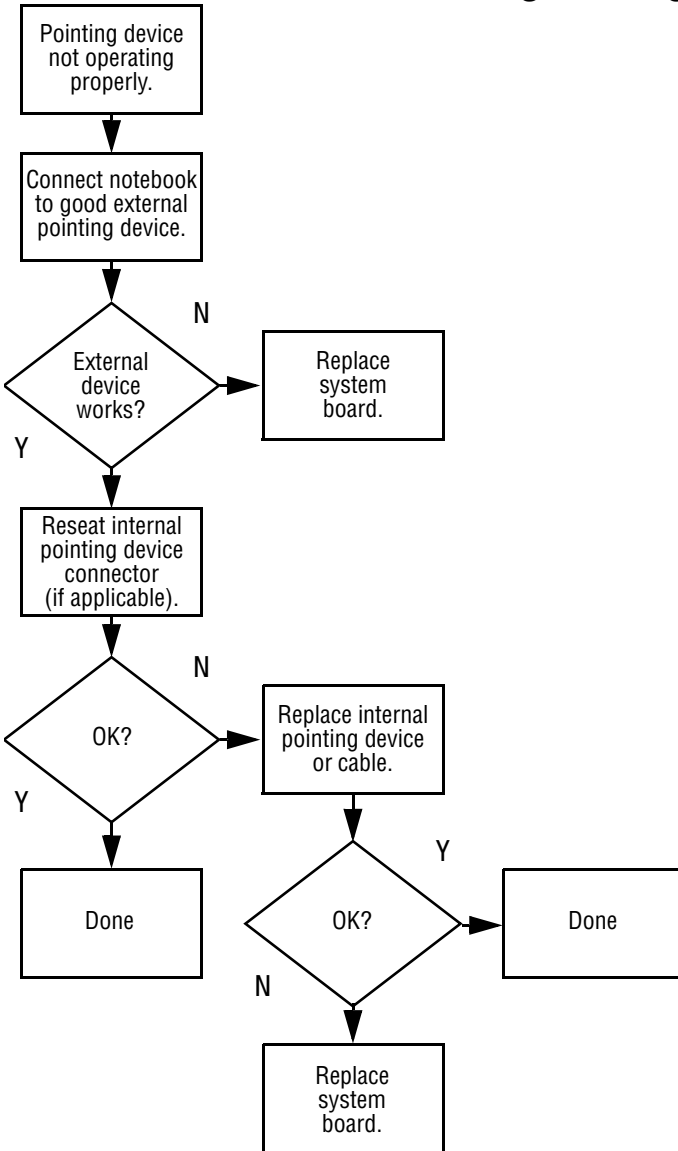 Pointing device
not operating
properly.
Connect notebook
to good external
pointing device.
N
External
device
works?
Replace
system
board.
Y
Reseat internal
pointing device
connector
(if applicable).
N
OK?
Replace internal
pointing device
or cable.
Y
Y
Done
OK?
Done
N
Replace
system
board.